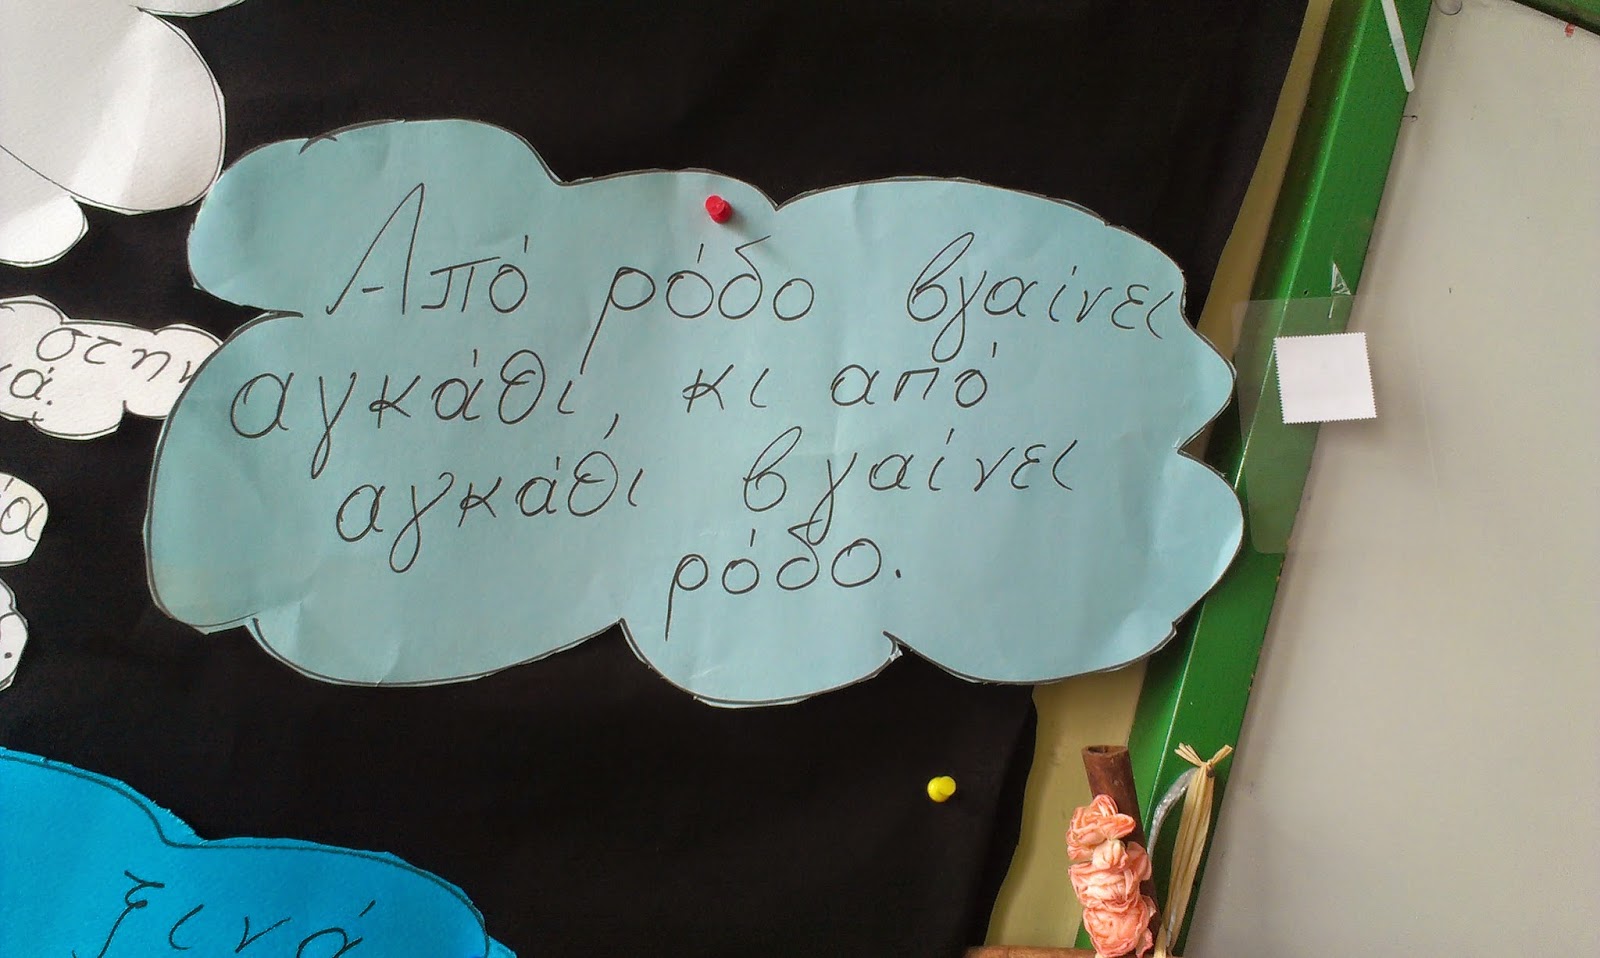 Από ρόδο βγαίνει
αγκάθι, κι από
αγκάθι βγαίνει
ρόδο.